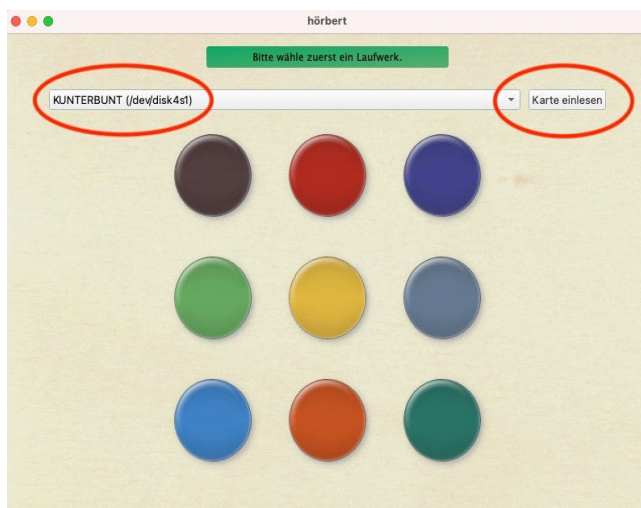 hörbert
Bitte wähle zuerst ein Laufwerk.
KUNTERBUNT (/dev/disk4s1)
Karte einlesen